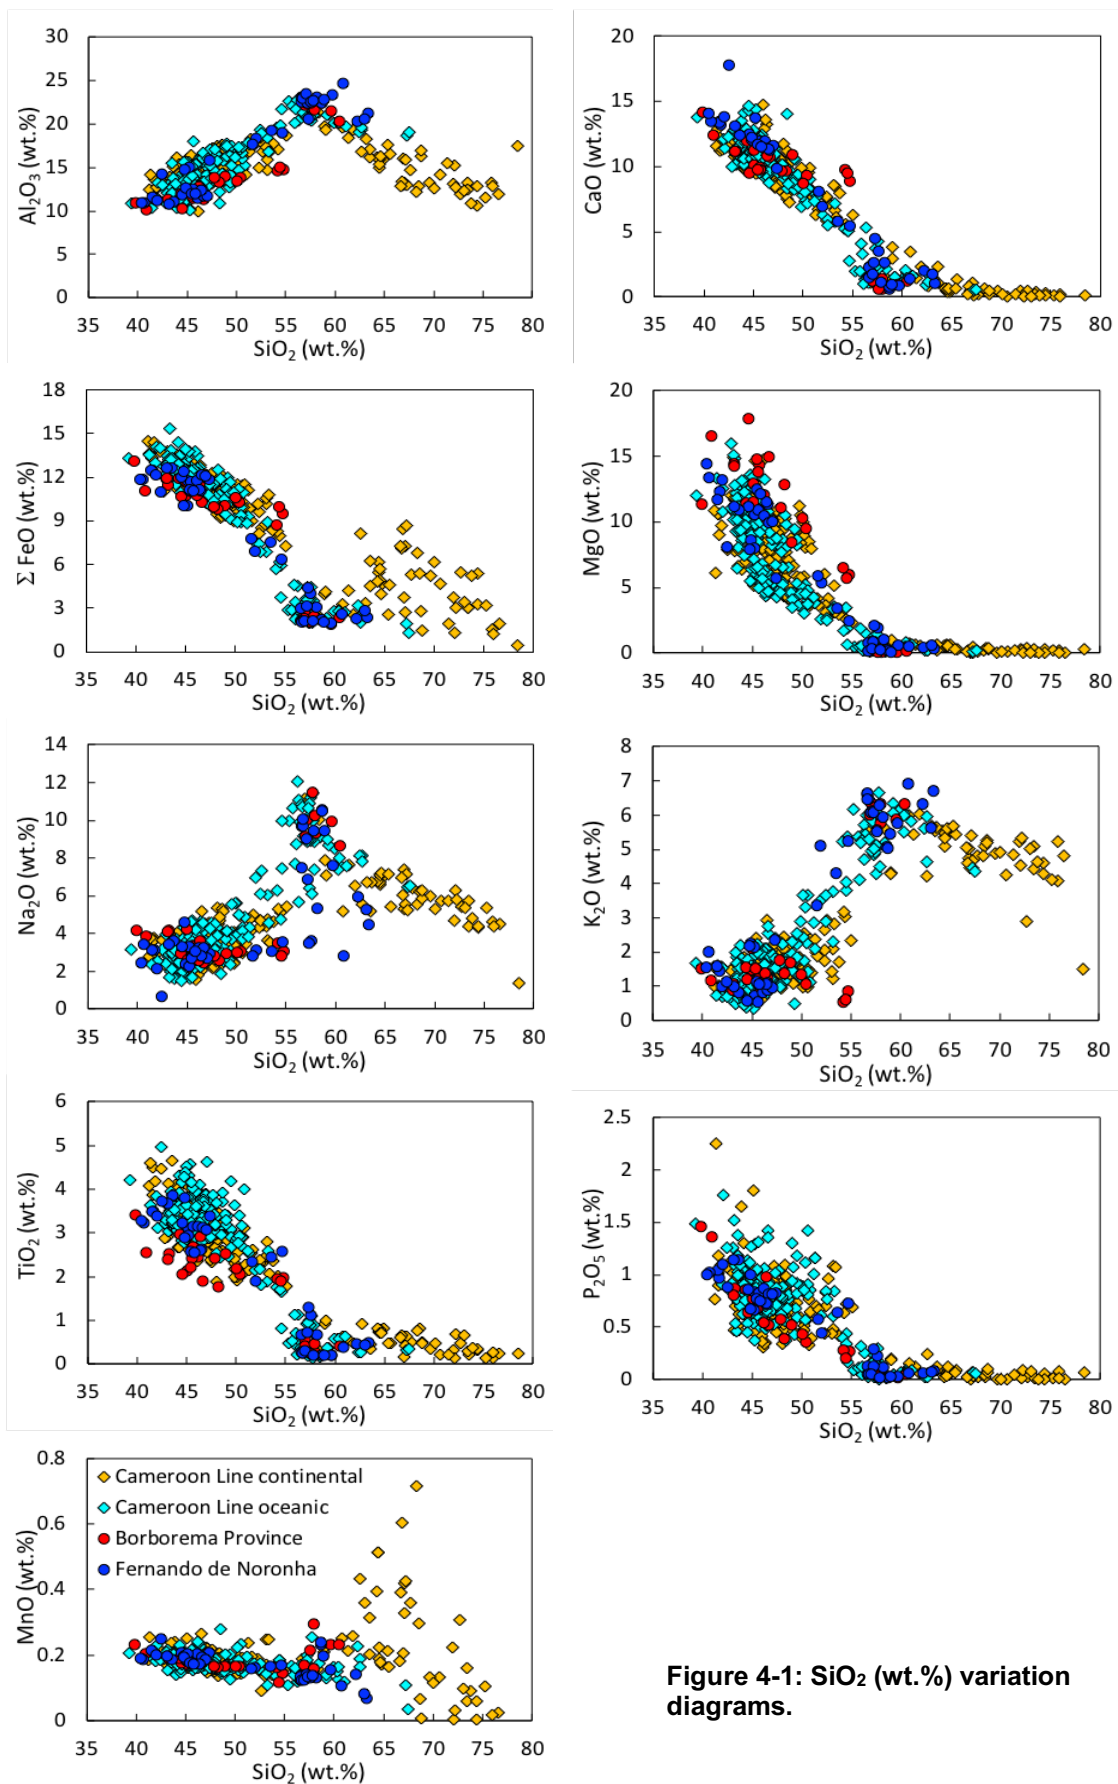 30
25
20
15
10
5
0
Al₂O₃ (wt.%)
35 40 45 50 55 60 65 70 75 80
SiO₂ (wt.%)
20
15
10
5
0
CaO (wt.%)
35 40 45 50 55 60 65 70 75 80
SiO₂ (wt.%)
18
15
12
9
6
3
0
Σ FeO (wt.%)
35 40 45 50 55 60 65 70 75 80
SiO₂ (wt.%)
20
15
10
5
0
MgO (wt.%)
35 40 45 50 55 60 65 70 75 80
SiO₂ (wt.%)
14
12
10
8
6
4
2
0
Na₂O (wt.%)
35 40 45 50 55 60 65 70 75 80
SiO₂ (wt.%)
8
7
6
5
4
3
2
1
0
K₂O (wt.%)
35 40 45 50 55 60 65 70 75 80
SiO₂ (wt.%)
6
5
4
3
2
1
0
TiO₂ (wt.%)
35 40 45 50 55 60 65 70 75 80
SiO₂ (wt.%)
2.5
2
1.5
1
0.5
0
P₂O₅ (wt.%)
35 40 45 50 55 60 65 70 75 80
SiO₂ (wt.%)
0.8
0.6
0.4
0.2
0
MnO (wt.%)
Cameroon Line continental
Cameroon Line oceanic
Borborema Province
Fernando de Noronha
35 40 45 50 55 60 65 70 75 80
SiO₂ (wt.%)
Figure 4-1: SiO₂ (wt.%) variation
diagrams.